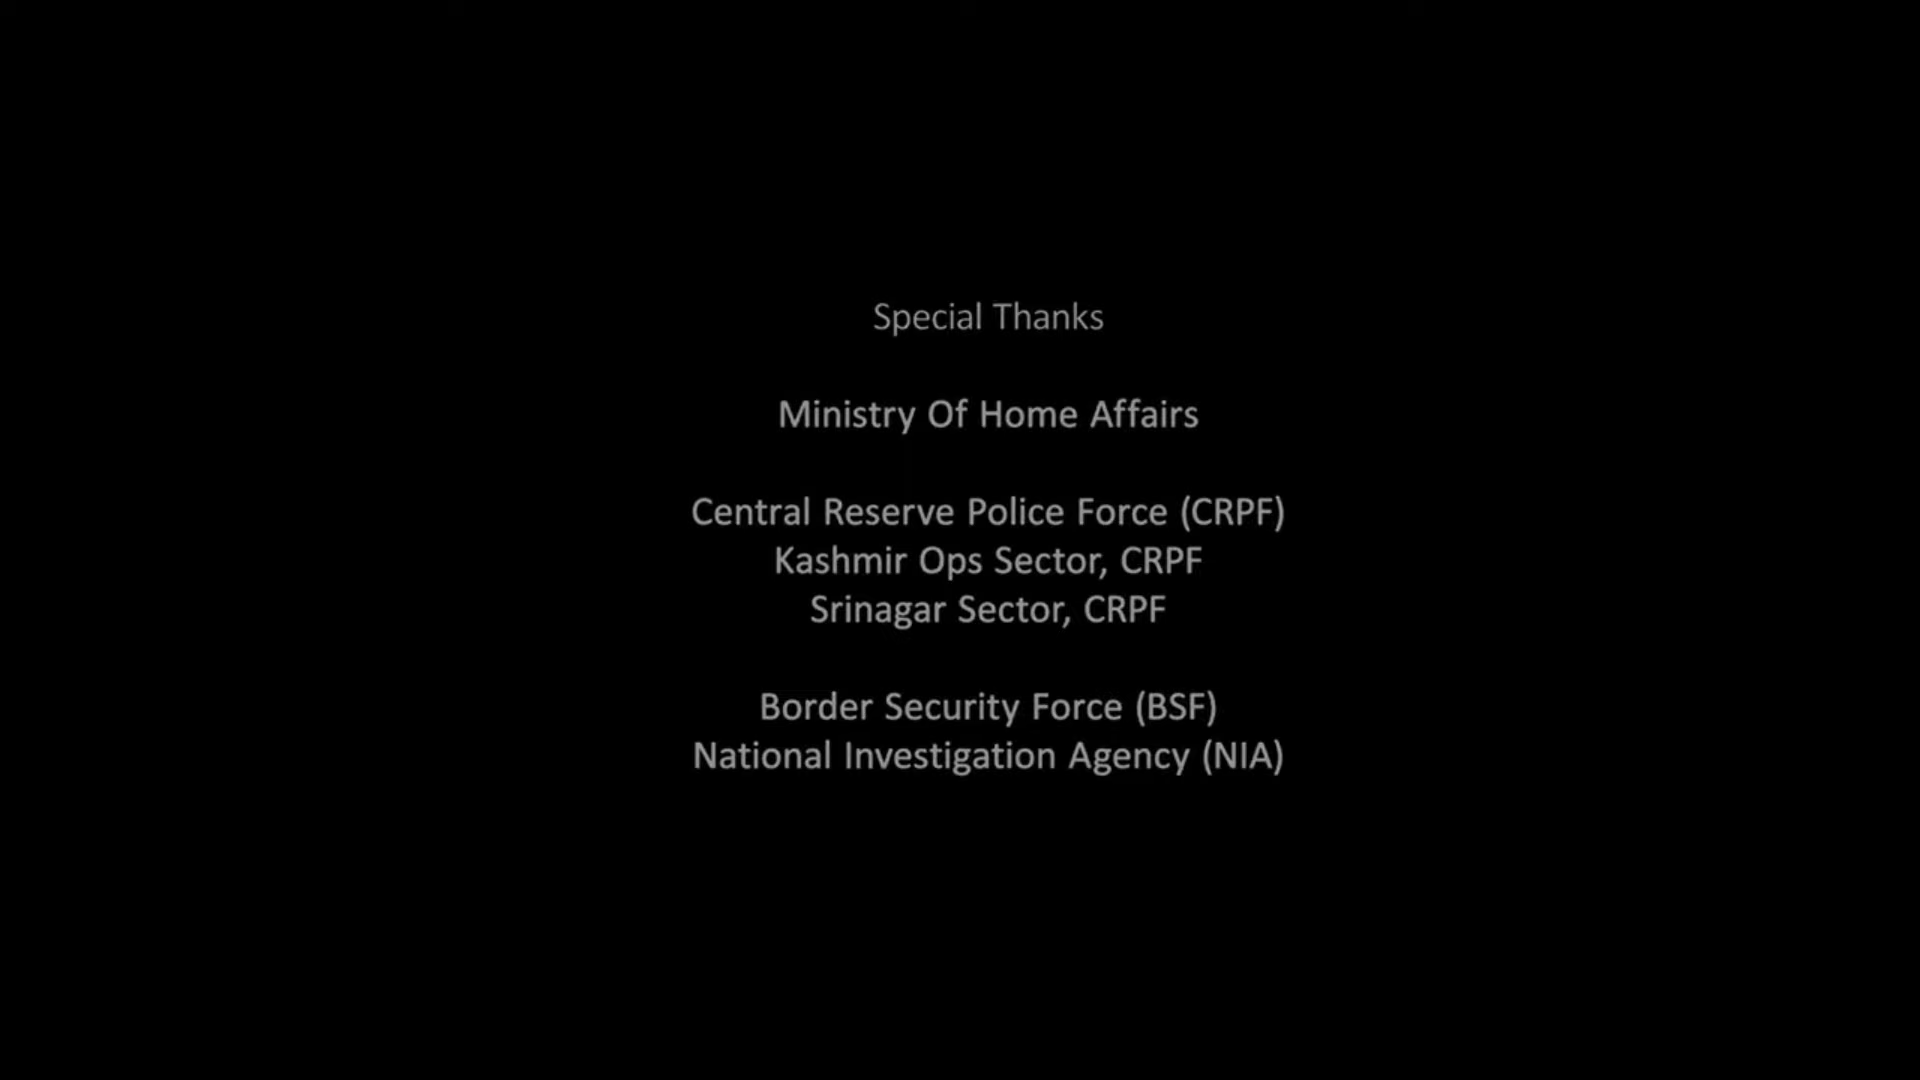 Special Thanks
Ministry Of Home Affairs
Central Reserve Police Force (CRPF)
Kashmir Ops Sector, CRPF
Srinagar Sector, CRPF
Border Security Force (BSF)
National Investigation Agency (NIA)